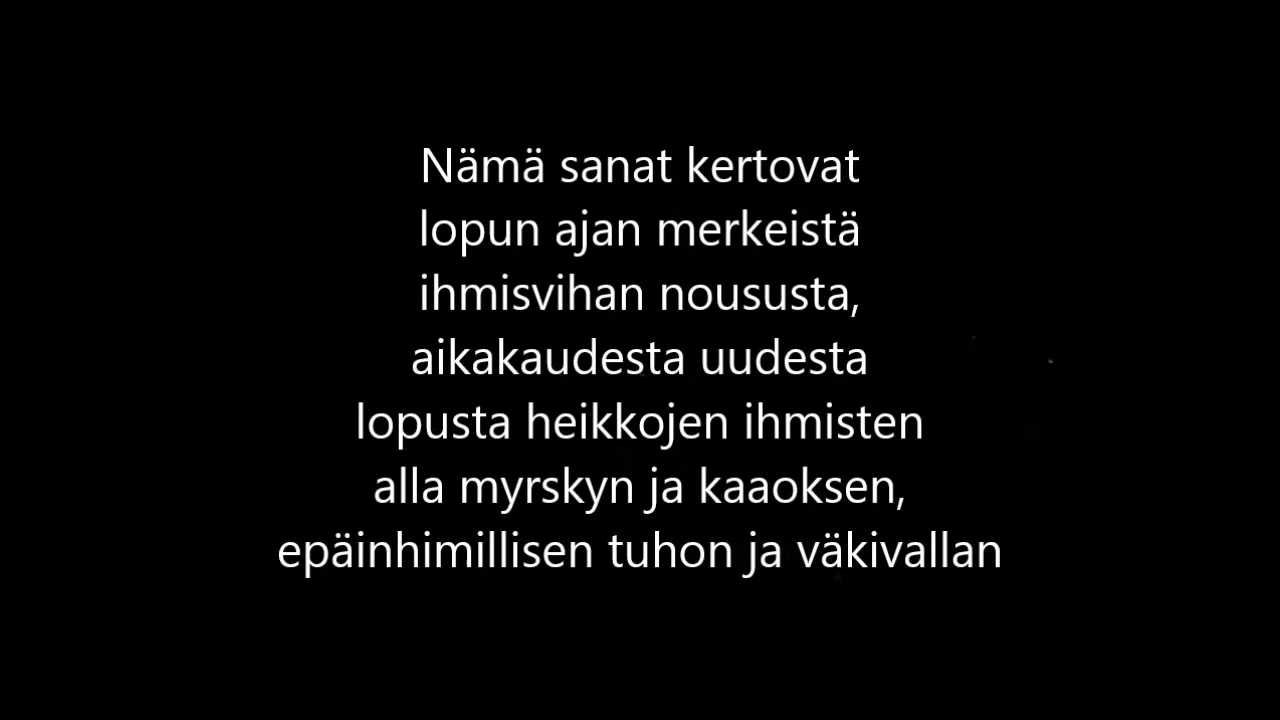 Nämä sanat kertovat
lopun ajan merkeistä
ihmisvihan noususta,
aikakaudesta uudesta
lopusta heikkojen ihmisten
alla myrskyn ja kaaoksen,
epäinhimillisen tuhon ja väkivallan